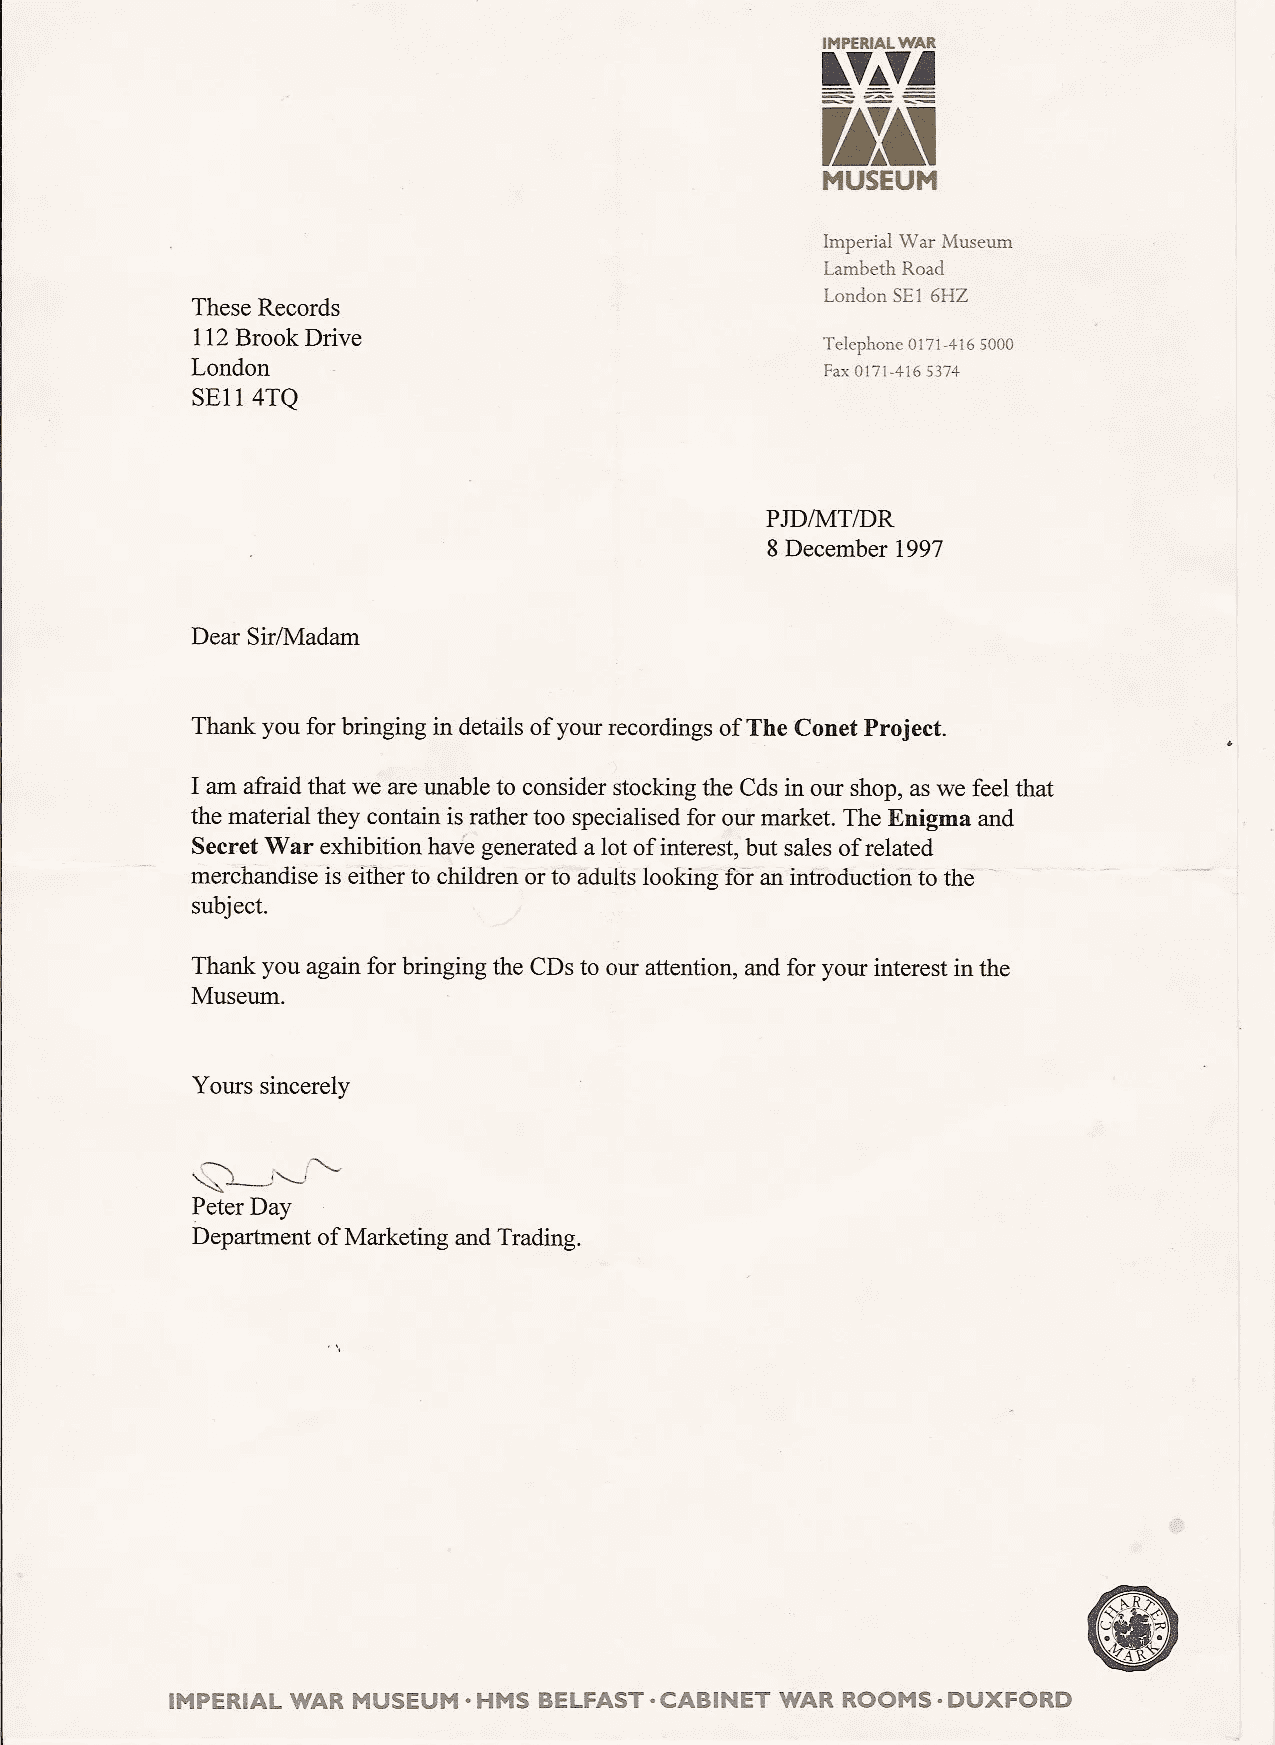 IMPERIAL WAR
MUSEUM
Imperial War Museum
Lambeth Road
London SE1 6HZ
Telephone 0171-416 5000
Fax 0171-416 5374
These Records
112 Brook Drive
London
SE11 4TQ
PJD/MT/DR
8 December 1997
Dear Sir/Madam
Thank you for bringing in details of your recordings of The Conet Project.
I am afraid that we are unable to consider stocking the Cds in our shop, as we feel that
the material they contain is rather too specialised for our market. The Enigma and
Secret War exhibition have generated a lot of interest, but sales of related
merchandise is either to children or to adults looking for an introduction to the
subject.
Thank you again for bringing the CDs to our attention, and for your interest in the
Museum.
Yours sincerely
Peter Day
Department of Marketing and Trading.
CHARTER
MARK
IMPERIAL WAR MUSEUM • HMS BELFAST • CABINET WAR ROOMS • DUXFORD